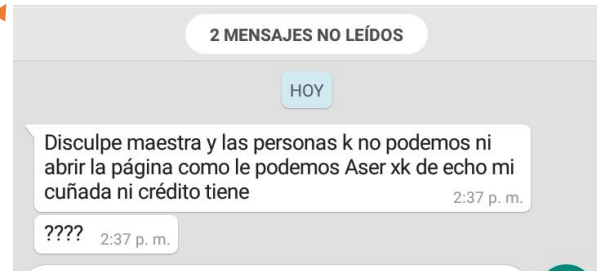 2 MENSAJES NO LEÍDOS
HOY
Disculpe maestra y las personas k no podemos ni
abrir la página como le podemos Aser xk de echo mi
cuñada ni crédito tiene
2:37 p. m.
???? 2:37 p. m.